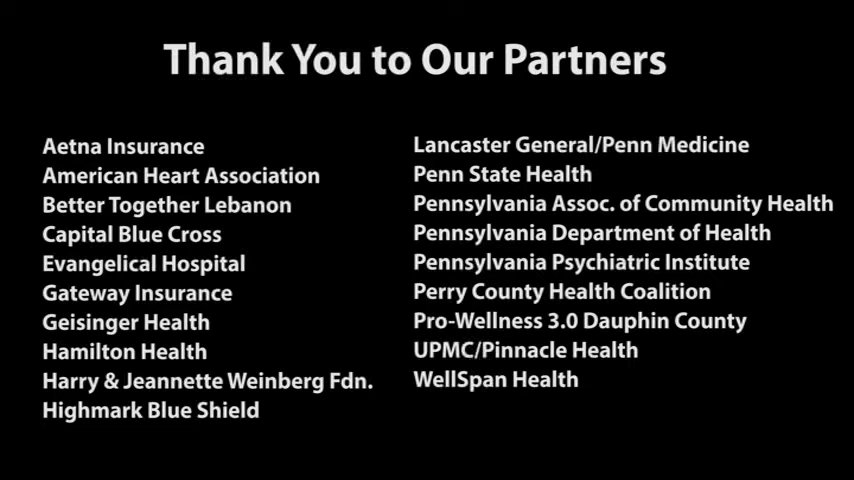 Thank You to Our Partners
Aetna Insurance
American Heart Association
Better Together Lebanon
Capital Blue Cross
Evangelical Hospital
Gateway Insurance
Geisinger Health
Hamilton Health
Harry & Jeannette Weinberg Fdn.
Highmark Blue Shield
Lancaster General/Penn Medicine
Penn State Health
Pennsylvania Assoc. of Community Health
Pennsylvania Department of Health
Pennsylvania Psychiatric Institute
Perry County Health Coalition
Pro-Wellness 3.0 Dauphin County
UPMC/Pinnacle Health
WellSpan Health